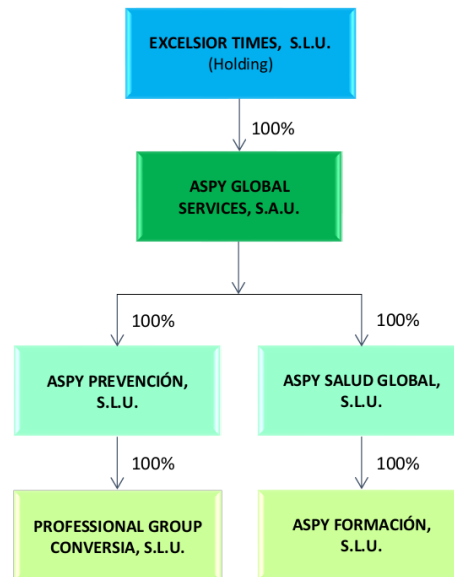 EXCELSIOR TIMES, S.L.U.
(Holding)
100%
ASPY GLOBAL
SERVICES, S.A.U.
100%
100%
ASPY PREVENCIÓN,
S.L.U.
ASPY SALUD GLOBAL,
S.L.U.
100%
100%
PROFESSIONAL GROUP
CONVERSIA, S.L.U.
ASPY FORMACIÓN,
S.L.U.